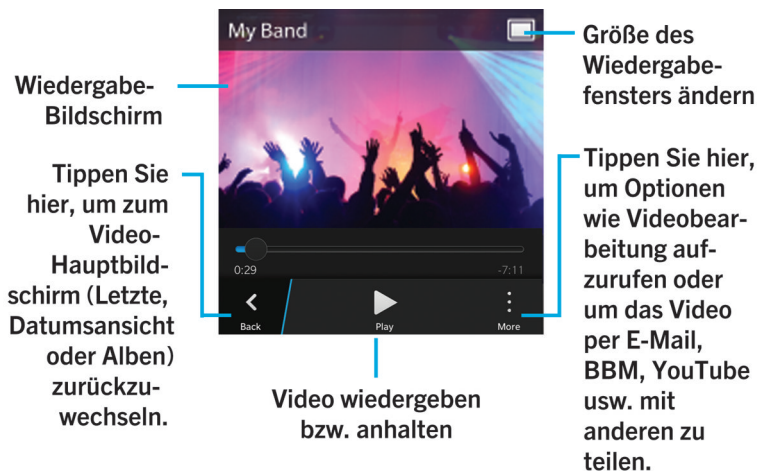 My Band
Größe des
Wiedergabe-
fensters ändern
Wiedergabe-
Bildschirm
Tippen Sie
hier, um zum
Video-
Hauptbild-
schirm (Letzte,
Datumsansicht
oder Alben)
zurückzu-
wechseln.
Tippen Sie hier,
um Optionen
wie Videobear-
beitung auf-
zurufen oder
um das Video
per E-Mail,
BBM, YouTube
usw. mit
anderen zu
teilen.
0:29
-7:11
Back
Play
More
Video wiedergeben
bzw. anhalten